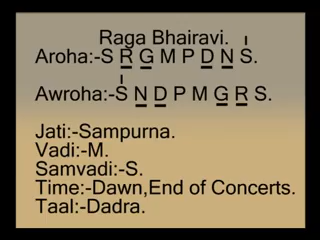 Raga Bhairavi.
Aroha:-S R G M P D N S.
Awroha:-S N D P M G R S.
Jati:-Sampurna.
Vadi:-M.
Samvadi:-S.
Time:-Dawn,End of Concerts.
Taal:-Dadra.